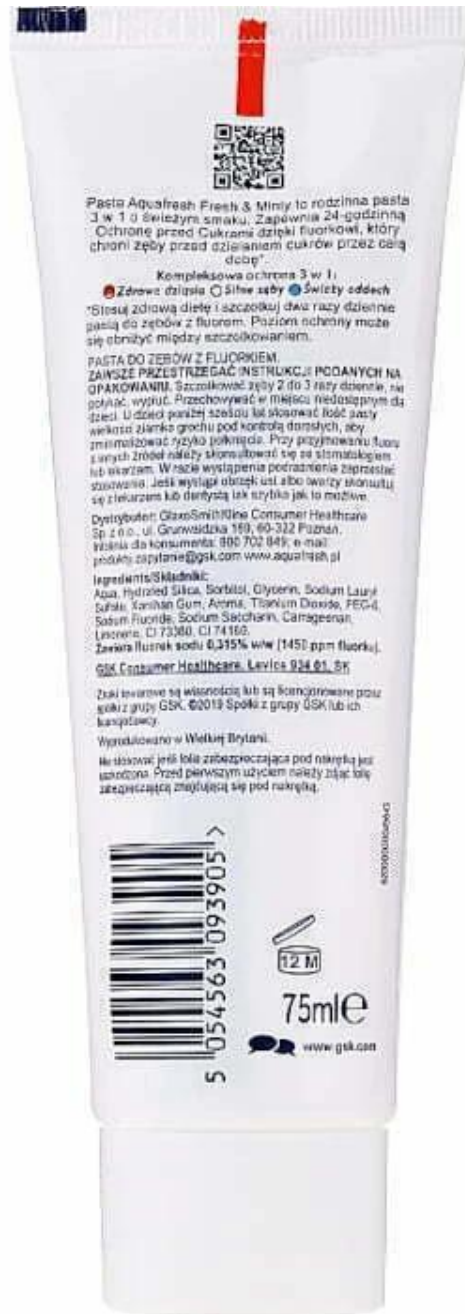 Pasta Aquafresh Fresh & Minty to rodzinna pasta
3 w 1 o świeżym smaku. Zapewnia 24-godzinną
Ochronę przed Cukrami dzięki fluorkowi, który
chroni zęby przed działaniem cukrów przez całą
dobę*.
Kompleksowa ochrona 3 w 1:
Zdrowe dziąsła Silne zęby Świeży oddech
*Stosuj zdrową dietę i szczotkuj dwa razy dziennie
pastą do zębów z fluorem. Poziom ochrony może
się obniżyć między szczotkowaniem.
PASTA DO ZĘBÓW Z FLUORKIEM.
ZAWSZE PRZESTRZEGAĆ INSTRUKCJI PODANYCH NA
OPAKOWANIU. Szczotkować zęby 2 do 3 razy dziennie, nie
połykać, wypluć. Przechowywać w miejscu niedostępnym dla
dzieci. U dzieci poniżej sześciu lat stosować ilość pasty
wielkości ziarnka grochu pod kontrolą dorosłych, aby
zminimalizować ryzyko połknięcia. Przy przyjmowaniu fluoru
z innych źródeł należy skonsultować się ze stomatologiem
lub lekarzem. W razie wystąpienia podrażnienia zaprzestać
stosowania. Jeśli wystąpi obrzęk ust albo twarzy skonsultuj
się z lekarzem lub dentystą tak szybko jak to możliwe.
Dystrybutor: GlaxoSmithKline Consumer Healthcare
Sp. z o.o., ul. Grunwaldzka 189, 60-322 Poznań.
Infolinia dla konsumenta: 800 702 849; e-mail:
produkty.zapytanie@gsk.com www.aquafresh.pl
Ingredients/Składniki:
Aqua, Hydrated Silica, Sorbitol, Glycerin, Sodium Lauryl
Sulfate, Xanthan Gum, Aroma, Titanium Dioxide, PEG-6,
Sodium Fluoride, Sodium Saccharin, Carrageenan,
Limonene, CI 73360, CI 74160.
Zawiera fluorek sodu 0,315% w/w (1450 ppm fluorku).
GSK Consumer Healthcare, Levice 934 01, SK
Znaki towarowe są własnością lub są licencjonowane przez
spółki z grupy GSK. ©2019 Spółki z grupy GSK lub ich
licencjodawcy.
Wyprodukowano w Wielkiej Brytanii.
Nie stosować jeśli folia zabezpieczająca pod nakrętką jest
uszkodzona. Przed pierwszym użyciem należy zdjąć folię
zabezpieczającą znajdującą się pod nakrętką.
5 054563 093905 >
12 M
75ml e
www.gsk.com